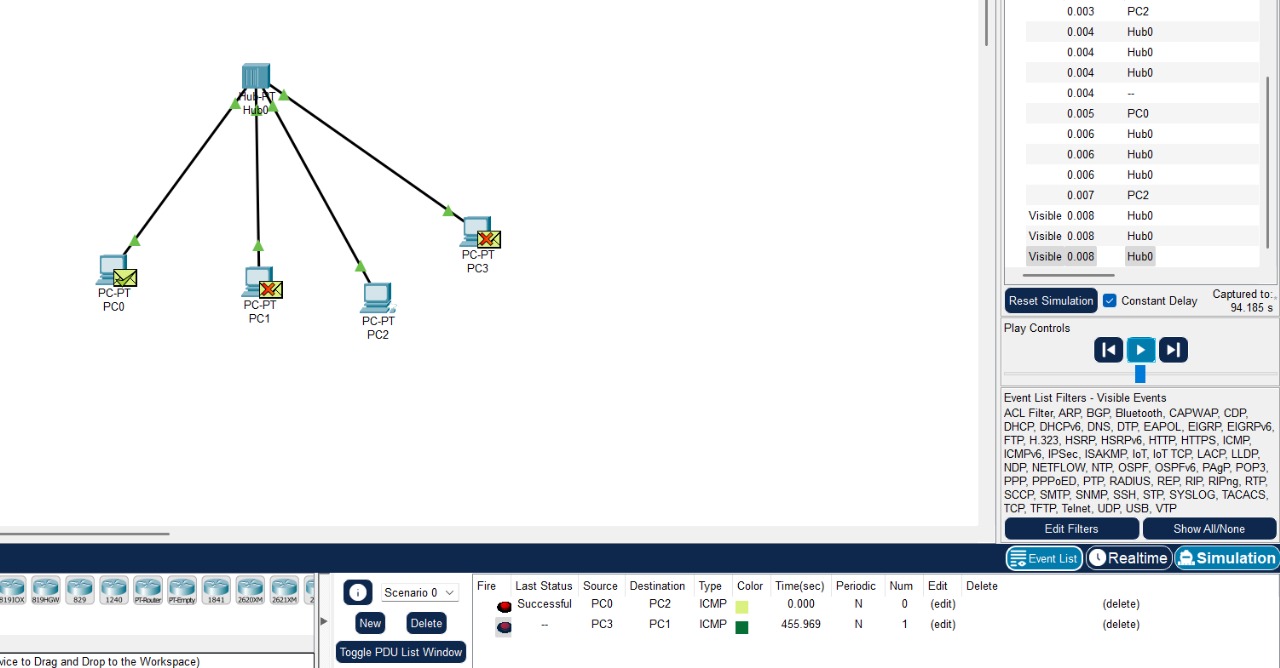 Hub-PT
Hub0
PC-PT
PC0
PC-PT
PC1
PC-PT
PC2
PC-PT
PC3
0.003 PC2
0.004 Hub0
0.004 Hub0
0.004 Hub0
0.004 --
0.005 PC0
0.006 Hub0
0.006 Hub0
0.006 Hub0
0.007 PC2
Visible 0.008 Hub0
Visible 0.008 Hub0
Visible 0.008 Hub0
Reset Simulation Constant Delay Captured to:
94.185 s
Play Controls
Event List Filters - Visible Events
ACL Filter, ARP, BGP, Bluetooth, CAPWAP, CDP,
DHCP, DHCPv6, DNS, DTP, EAPOL, EIGRP, EIGRPv6,
FTP, H.323, HSRP, HSRPv6, HTTP, HTTPS, ICMP,
ICMPv6, IPSec, ISAKMP, IoT, IoT TCP, LACP, LLDP,
NDP, NETFLOW, NTP, OSPF, OSPFv6, PAgP, POP3,
PPP, PPPoED, PTP, RADIUS, REP, RIP, RIPng, RTP,
SCCP, SMTP, SNMP, SSH, STP, SYSLOG, TACACS,
TCP, TFTP, Telnet, UDP, USB, VTP
Edit Filters Show All/None
Event List Realtime Simulation
819IOX 819HGW 829 1240 PT-Router PT-Empty 1841 2620XM 2621XM 2
vice to Drag and Drop to the Workspace)
Scenario 0
New Delete
Toggle PDU List Window
Fire Last Status Source Destination Type Color Time(sec) Periodic Num Edit Delete
Successful PC0 PC2 ICMP 0.000 N 0 (edit) (delete)
-- PC3 PC1 ICMP 455.969 N 1 (edit) (delete)